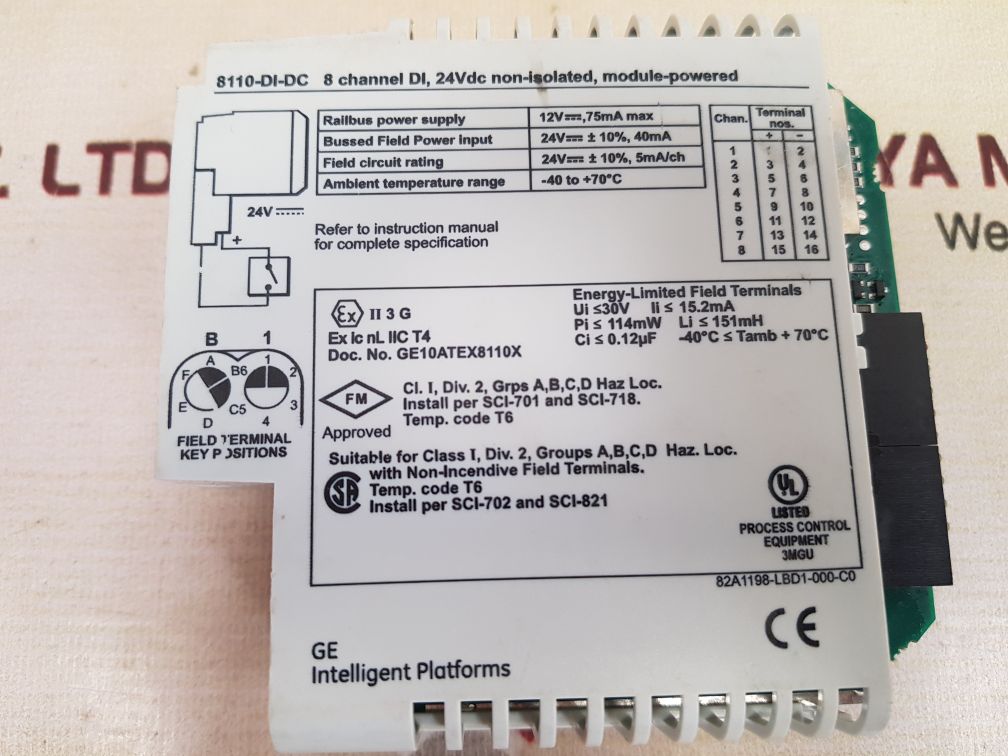 8110-DI-DC 8 channel DI, 24Vdc non-isolated, module-powered
Railbus power supply 12V⎓,75mA max
Bussed Field Power input 24V⎓ ± 10%, 40mA
Field circuit rating 24V⎓ ± 10%, 5mA/ch
Ambient temperature range -40 to +70°C
Chan. Terminal nos.
+ −
1 1 2
2 3 4
3 5 6
4 7 8
5 9 10
6 11 12
7 13 14
8 15 16
LTD
YA M
We
24V ⎓
+
Refer to instruction manual
for complete specification
Ex II 3 G
Ex ic nL IIC T4
Doc. No. GE10ATEX8110X
Energy-Limited Field Terminals
Ui ≤30V Ii ≤ 15.2mA
Pi ≤ 114mW Li ≤ 151mH
Ci ≤ 0.12µF -40°C ≤ Tamb + 70°C
B 1
A B6 C5 D E F
1 2 3 4
FIELD TERMINAL
KEY POSITIONS
FM
Approved
Cl. I, Div. 2, Grps A,B,C,D Haz Loc.
Install per SCI-701 and SCI-718.
Temp. code T6
Suitable for Class I, Div. 2, Groups A,B,C,D Haz. Loc.
with Non-Incendive Field Terminals.
SA
Temp. code T6
Install per SCI-702 and SCI-821
UL
LISTED
PROCESS CONTROL
EQUIPMENT
3MGU
82A1198-LBD1-000-C0
CE
GE
Intelligent Platforms